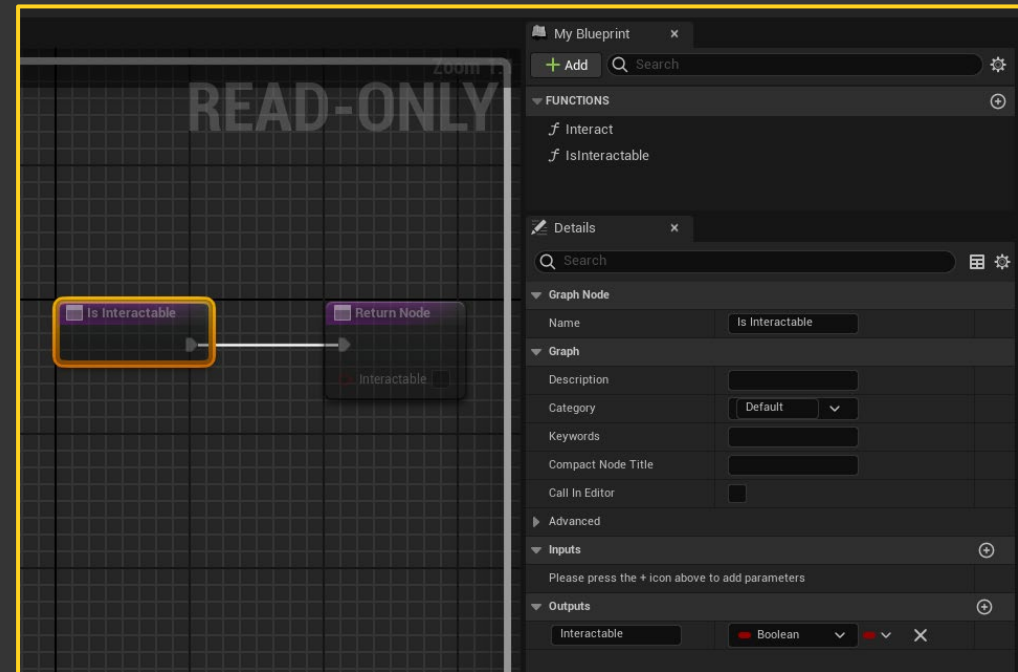 Zoom 1:1
READ-ONLY
Is Interactable
Return Node
Interactable
My Blueprint
Add
Search
FUNCTIONS
Interact
IsInteractable
Details
Search
Graph Node
Name
Is Interactable
Graph
Description
Category
Default
Keywords
Compact Node Title
Call In Editor
Advanced
Inputs
Please press the + icon above to add parameters
Outputs
Interactable
Boolean